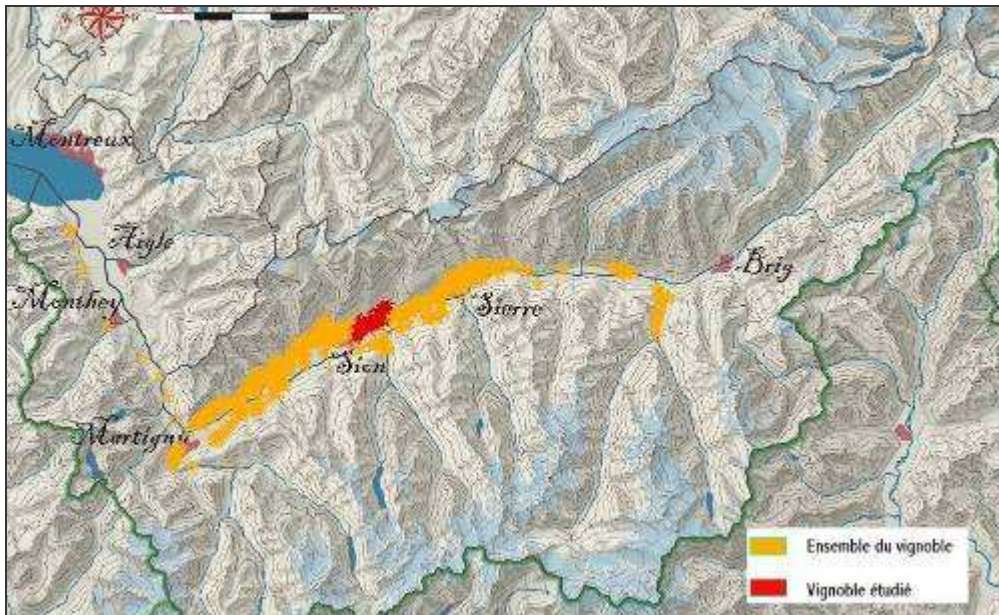 S
Montreux
Aigle
Monthey
Brig
Sierre
Sion
Martigny
Ensemble du vignoble
Vignoble étudié